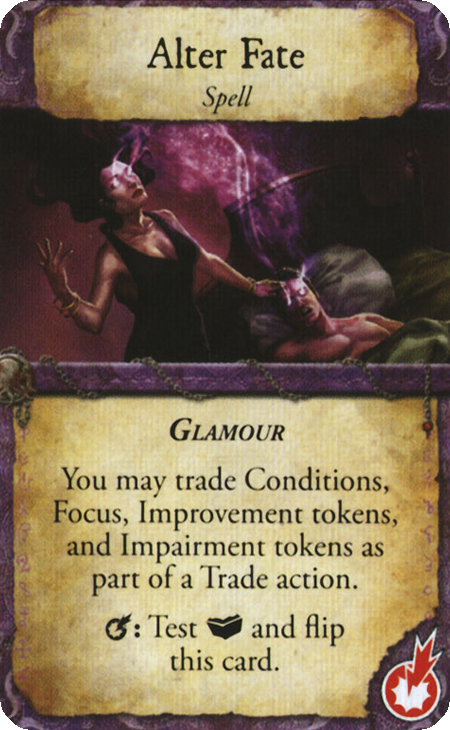 Alter Fate
Spell
GLAMOUR
You may trade Conditions,
Focus, Improvement tokens,
and Impairment tokens as
part of a Trade action.
: Test and flip
this card.